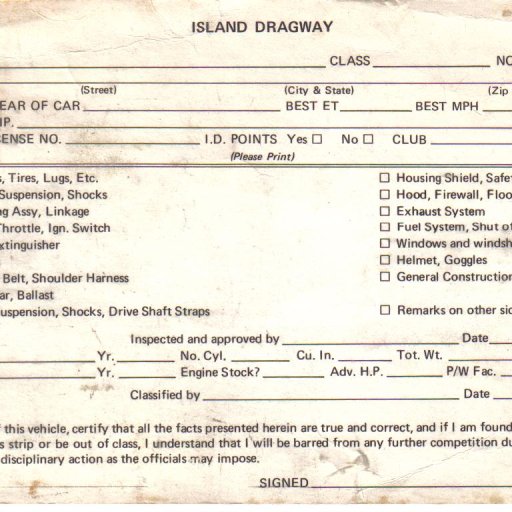 ISLAND DRAGWAY
CLASS NO
(Street) (City & State) (Zip
EAR OF CAR BEST ET BEST MPH
IP.
ENSE NO. I.D. POINTS Yes ☐ No ☐ CLUB
(Please Print)
, Tires, Lugs, Etc. ☐ Housing Shield, Safe
Suspension, Shocks ☐ Hood, Firewall, Floo
g Assy, Linkage ☐ Exhaust System
Throttle, Ign. Switch ☐ Fuel System, Shut of
xtinguisher ☐ Windows and windsh
☐ Helmet, Goggles
Belt, Shoulder Harness ☐ General Construction
ar, Ballast
uspension, Shocks, Drive Shaft Straps ☐ Remarks on other sid
Inspected and approved by Date
Yr. No. Cyl. Cu. In. Tot. Wt.
Yr. Engine Stock? Adv. H.P. P/W Fac.
Classified by Date
f this vehicle, certify that all the facts presented herein are true and correct, and if I am found
s strip or be out of class, I understand that I will be barred from any further competition du
disciplinary action as the officials may impose.
SIGNED